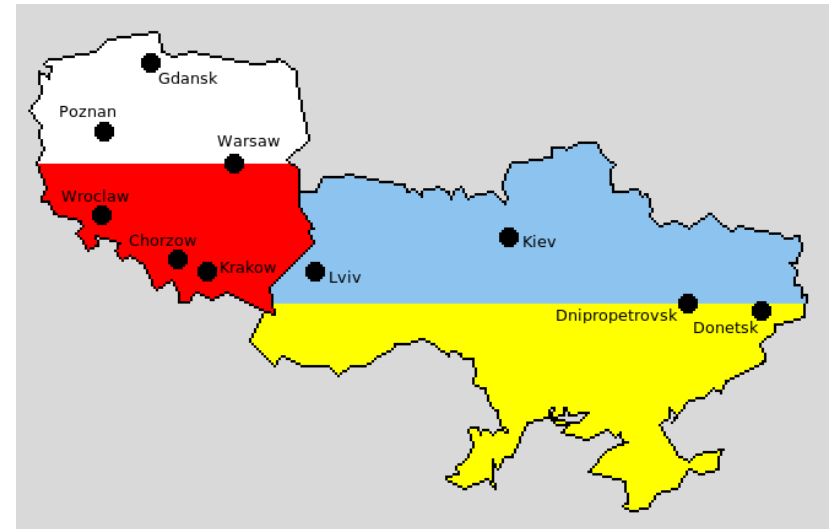 Gdansk
Poznan
Warsaw
Wroclaw
Chorzow
Krakow
Kiev
Lviv
Dnipropetrovsk
Donetsk